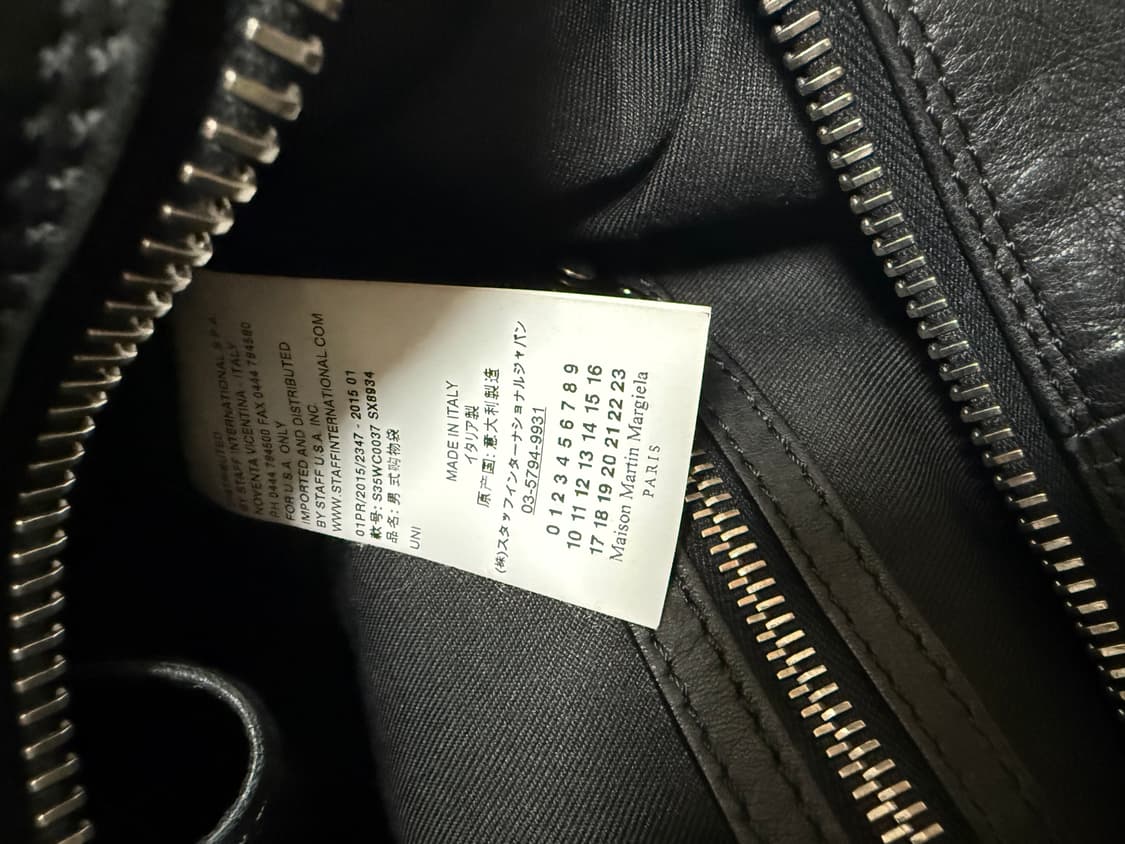 BY STAFF INTERNATIONAL S.P.A.
NOVENTA VICENTINA - ITALY
PH 0444 784500 FAX 0444 784580
FOR U.S.A. ONLY
IMPORTED AND DISTRIBUTED
BY STAFF U.S.A. INC.
WWW.STAFFINTERNATIONAL.COM
01PR/2015/2347 - 2015 01
款号: S35WC0037 SX8934
品名: 男式购物袋
UNI
MADE IN ITALY
イタリア製
原产国: 意大利製造
(株)スタッフインターナショナルジャパン
03-5794-9931
0 1 2 3 4 5 6 7 8 9
10 11 12 13 14 15 16
17 18 19 20 21 22 23
Maison Martin Margiela
PARIS